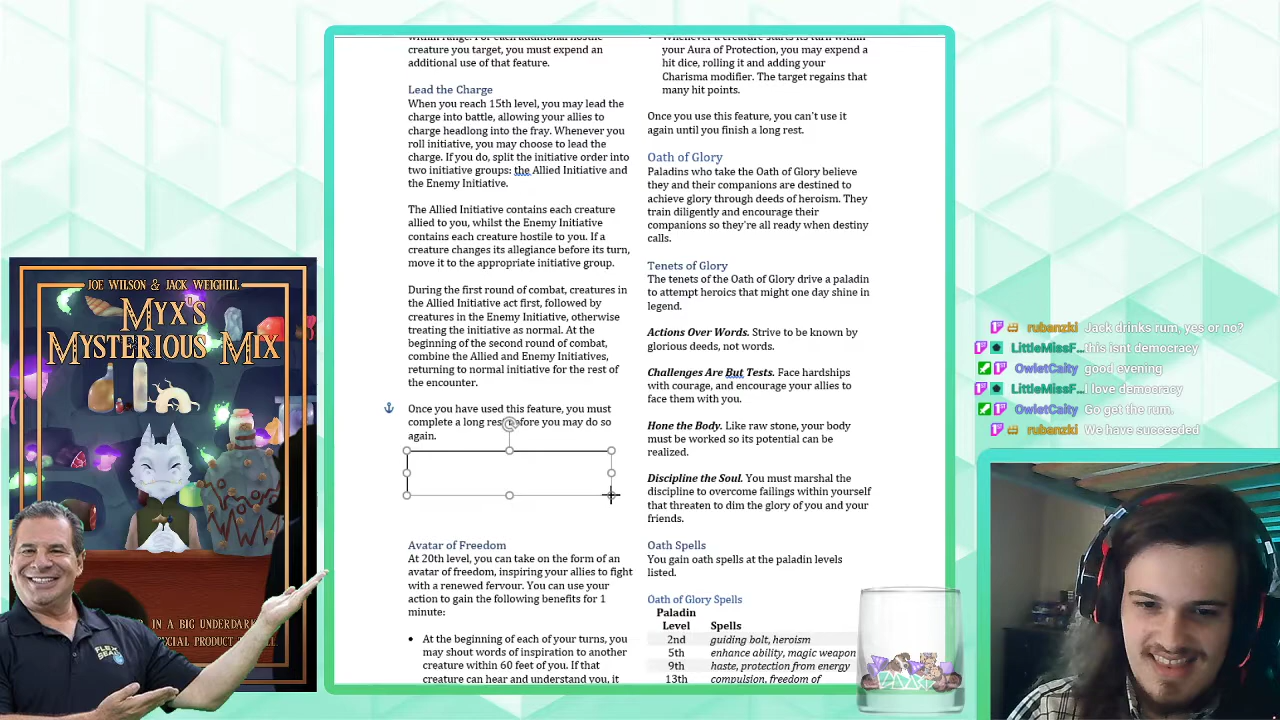 JOE WILSON & JACK WEIGHILL
MYX'S
MYSTERIOUS MIX
IN A BIG UNDERDARK
FLEX
SEAL
creature you target, you must expend an
additional use of that feature.
Lead the Charge
When you reach 15th level, you may lead the
charge into battle, allowing your allies to
charge headlong into the fray. Whenever you
roll initiative, you may choose to lead the
charge. If you do, split the initiative order into
two initiative groups: the Allied Initiative and
the Enemy Initiative.
The Allied Initiative contains each creature
allied to you, whilst the Enemy Initiative
contains each creature hostile to you. If a
creature changes its allegiance before its turn,
move it to the appropriate initiative group.
During the first round of combat, creatures in
the Allied Initiative act first, followed by
creatures in the Enemy Initiative, otherwise
treating the initiative as normal. At the
beginning of the second round of combat,
combine the Allied and Enemy Initiatives,
returning to normal initiative for the rest of
the encounter.
Once you have used this feature, you must
complete a long rest before you may do so
again.
Avatar of Freedom
At 20th level, you can take on the form of an
avatar of freedom, inspiring your allies to fight
with a renewed fervour. You can use your
action to gain the following benefits for 1
minute:
• At the beginning of each of your turns, you
may shout words of inspiration to another
creature within 60 feet of you. If that
creature can hear and understand you, it
your Aura of Protection, you may expend a
hit dice, rolling it and adding your
Charisma modifier. The target regains that
many hit points.
Once you use this feature, you can't use it
again until you finish a long rest.
Oath of Glory
Paladins who take the Oath of Glory believe
they and their companions are destined to
achieve glory through deeds of heroism. They
train diligently and encourage their
companions so they're all ready when destiny
calls.
Tenets of Glory
The tenets of the Oath of Glory drive a paladin
to attempt heroics that might one day shine in
legend.
Actions Over Words. Strive to be known by
glorious deeds, not words.
Challenges Are But Tests. Face hardships
with courage, and encourage your allies to
face them with you.
Hone the Body. Like raw stone, your body
must be worked so its potential can be
realized.
Discipline the Soul. You must marshal the
discipline to overcome failings within yourself
that threaten to dim the glory of you and your
friends.
Oath Spells
You gain oath spells at the paladin levels
listed.
Oath of Glory Spells
Paladin
Level Spells
2nd guiding bolt, heroism
5th enhance ability, magic weapon
9th haste, protection from energy
13th compulsion, freedom of
rubenzki Jack drinks rum, yes or no?
LittleMissF... this isnt democracy
OwletCaity good evening
LittleMissF... I love democracy
OwletCaity Go get the rum.
rubenzki We have succeeded